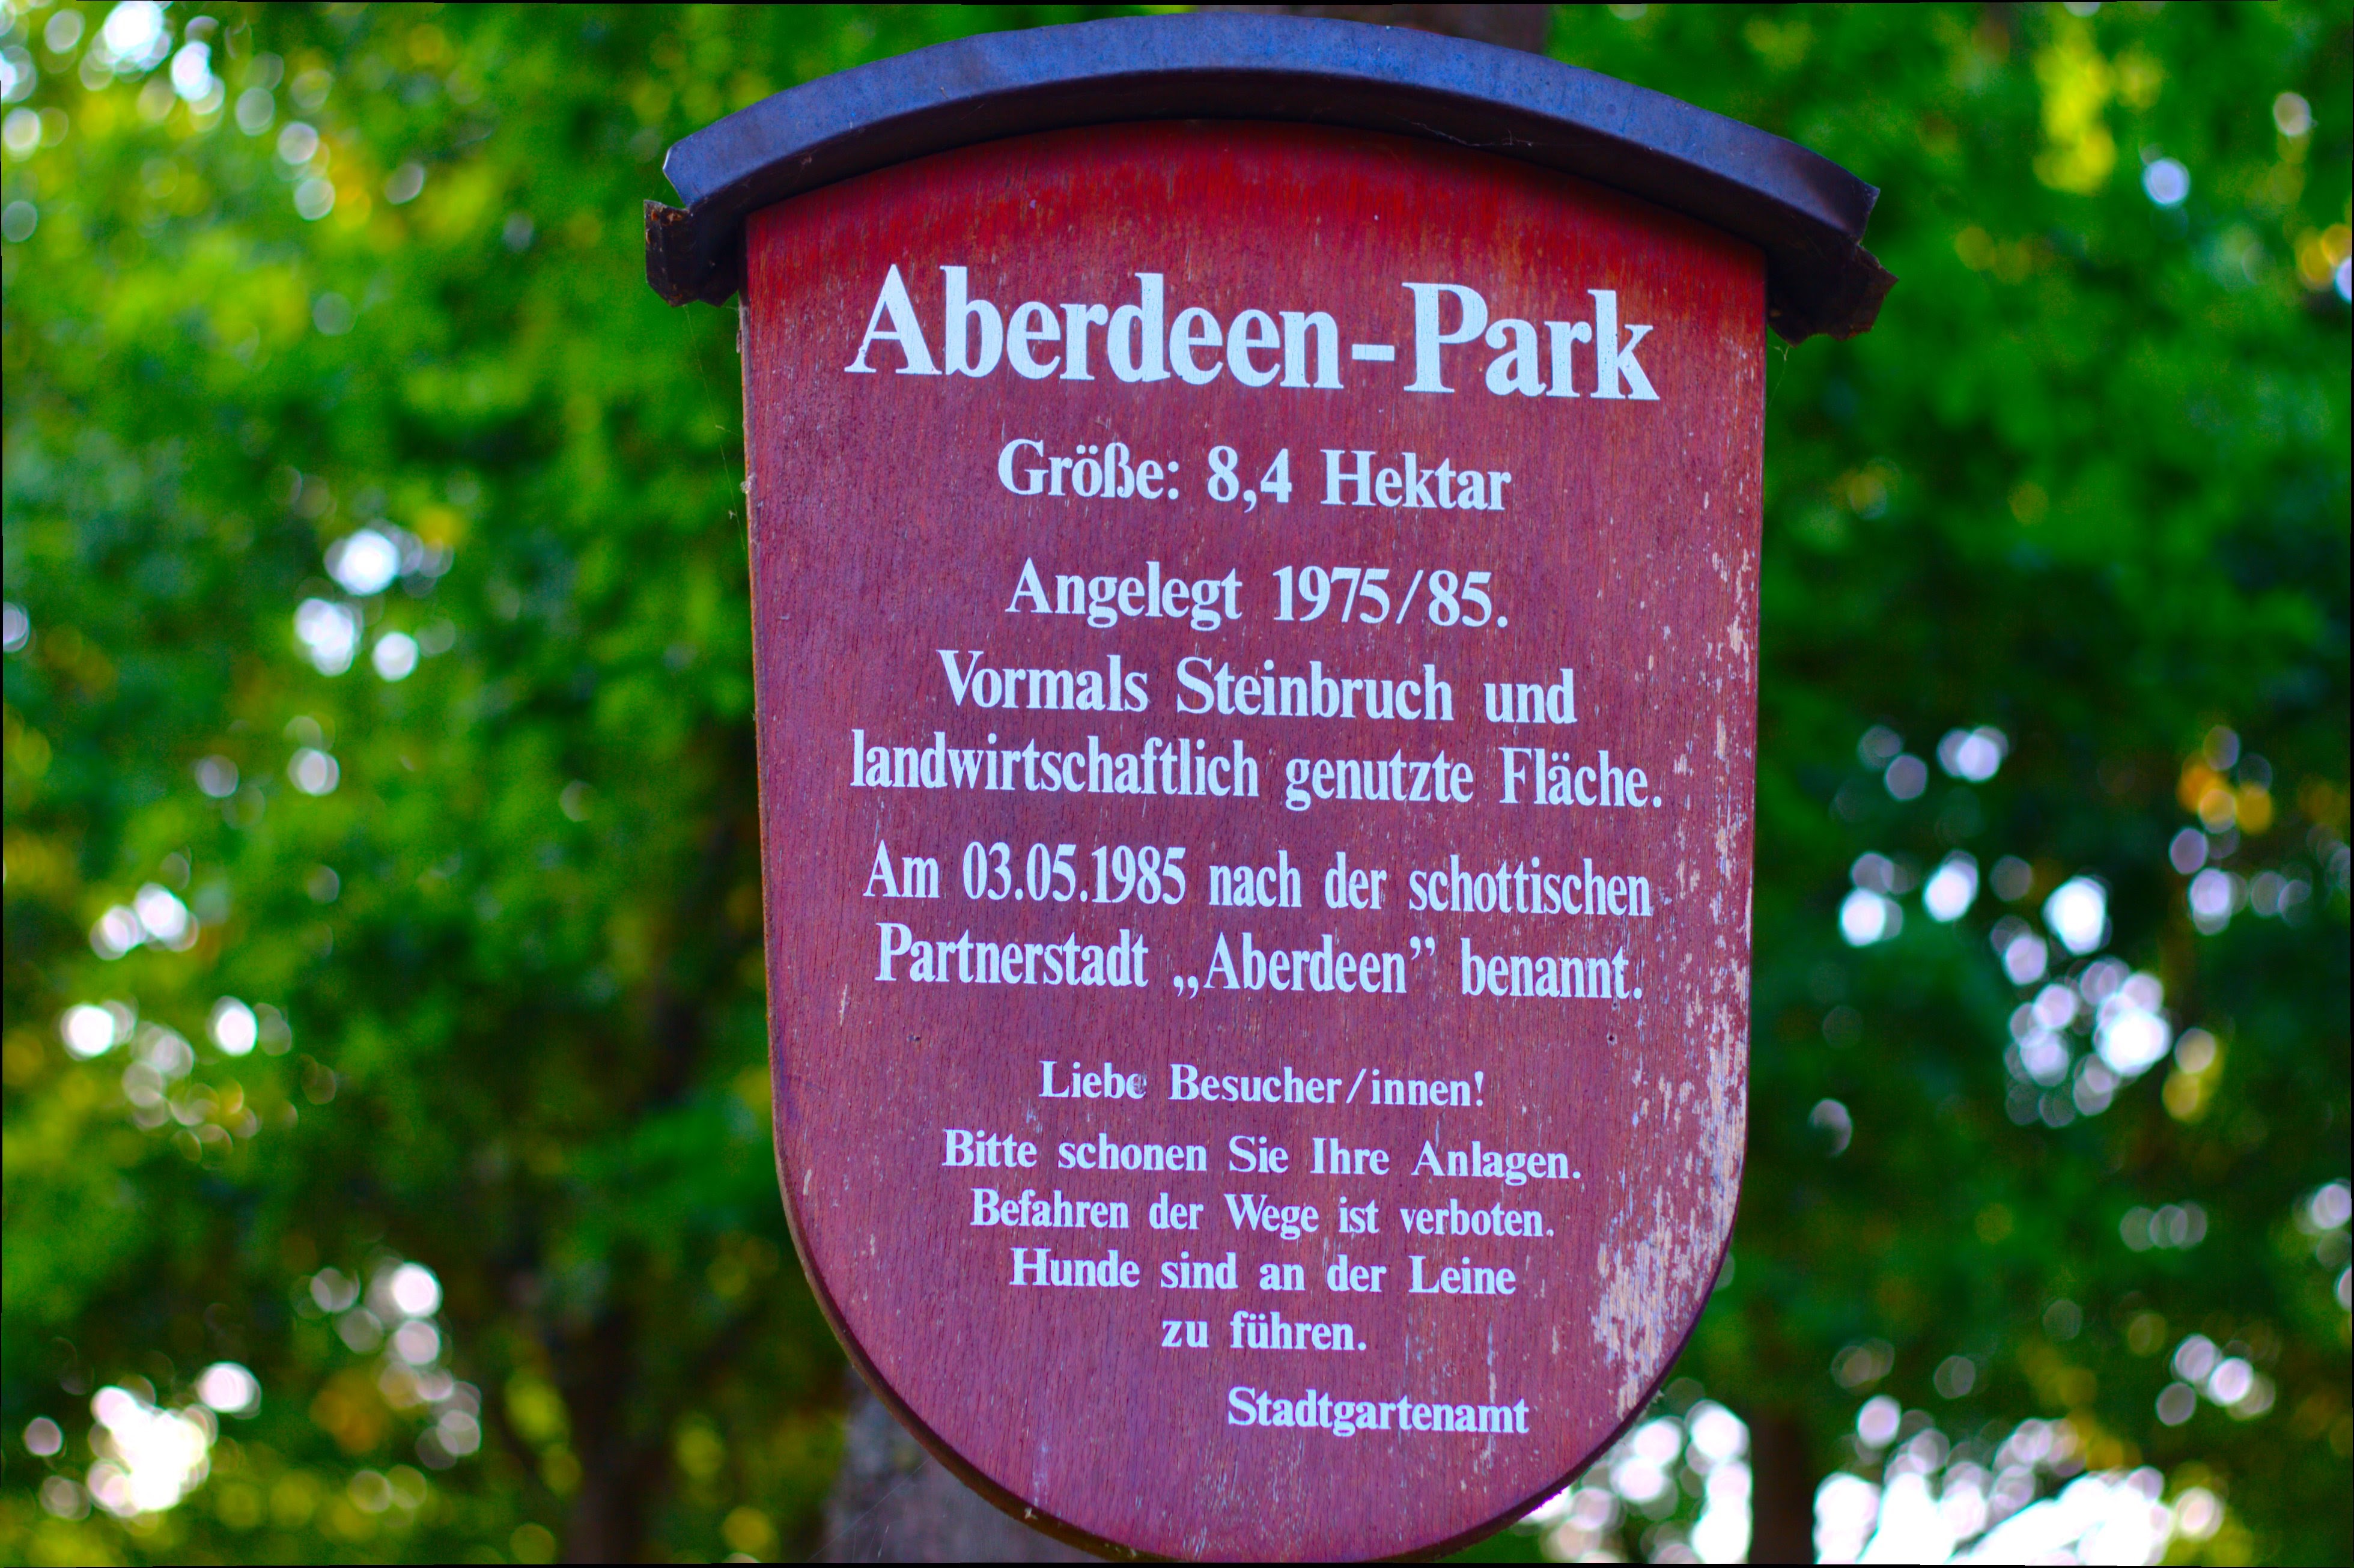 Aberdeen-Park
Größe: 8,4 Hektar
Angelegt 1975/85.
Vormals Steinbruch und
landwirtschaftlich genutzte Fläche.
Am 03.05.1985 nach der schottischen
Partnerstadt „Aberdeen” benannt.
Liebe Besucher/innen!
Bitte schonen Sie Ihre Anlagen.
Befahren der Wege ist verboten.
Hunde sind an der Leine
zu führen.
Stadtgartenamt